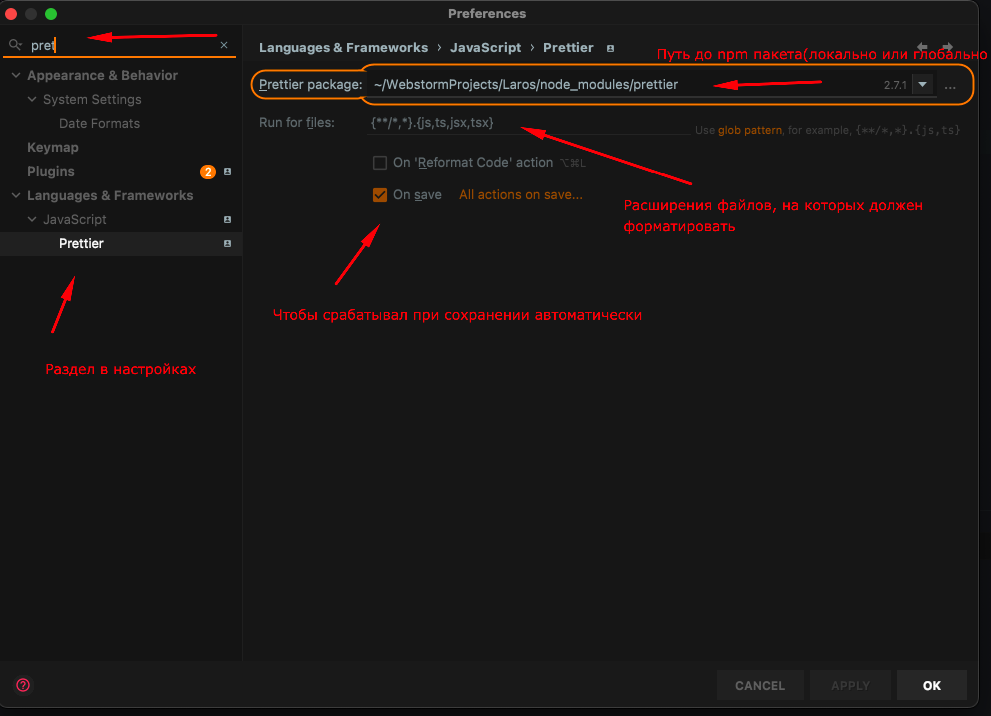 Preferences
pret
Languages & Frameworks › JavaScript › Prettier
Путь до npm пакета(локально или глобально
Appearance & Behavior
System Settings
Date Formats
Keymap
Plugins 2
Languages & Frameworks
JavaScript
Prettier
Prettier package: ~/WebstormProjects/Laros/node_modules/prettier 2.7.1 ...
Run for files: {**/*,*}.{js,ts,jsx,tsx}
Use glob pattern, for example, {**/*,*}.{js,ts}
On 'Reformat Code' action ⌥⌘L
On save All actions on save...
Расширения файлов, на которых должен
форматировать
Чтобы срабатывал при сохранении автоматически
Раздел в настройках
?
CANCEL APPLY OK